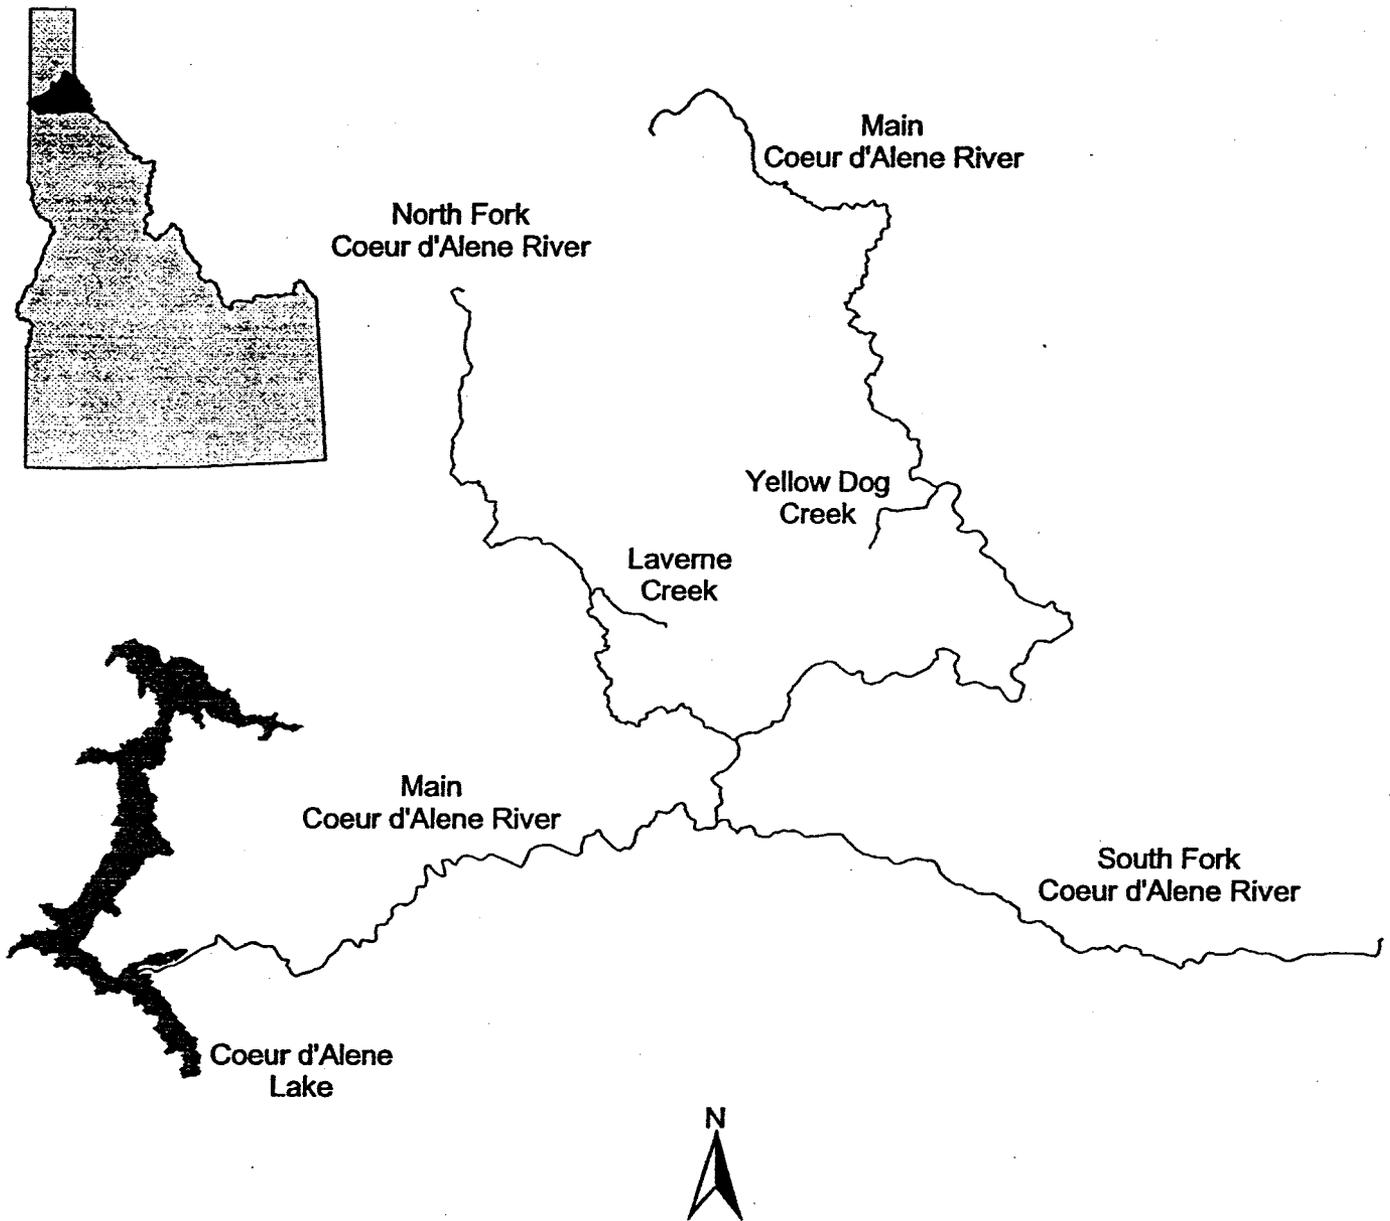 Main
Coeur d'Alene River
North Fork
Coeur d'Alene River
Yellow Dog
Creek
Laverne
Creek
Main
Coeur d'Alene River
South Fork
Coeur d'Alene River
Coeur d'Alene
Lake
N